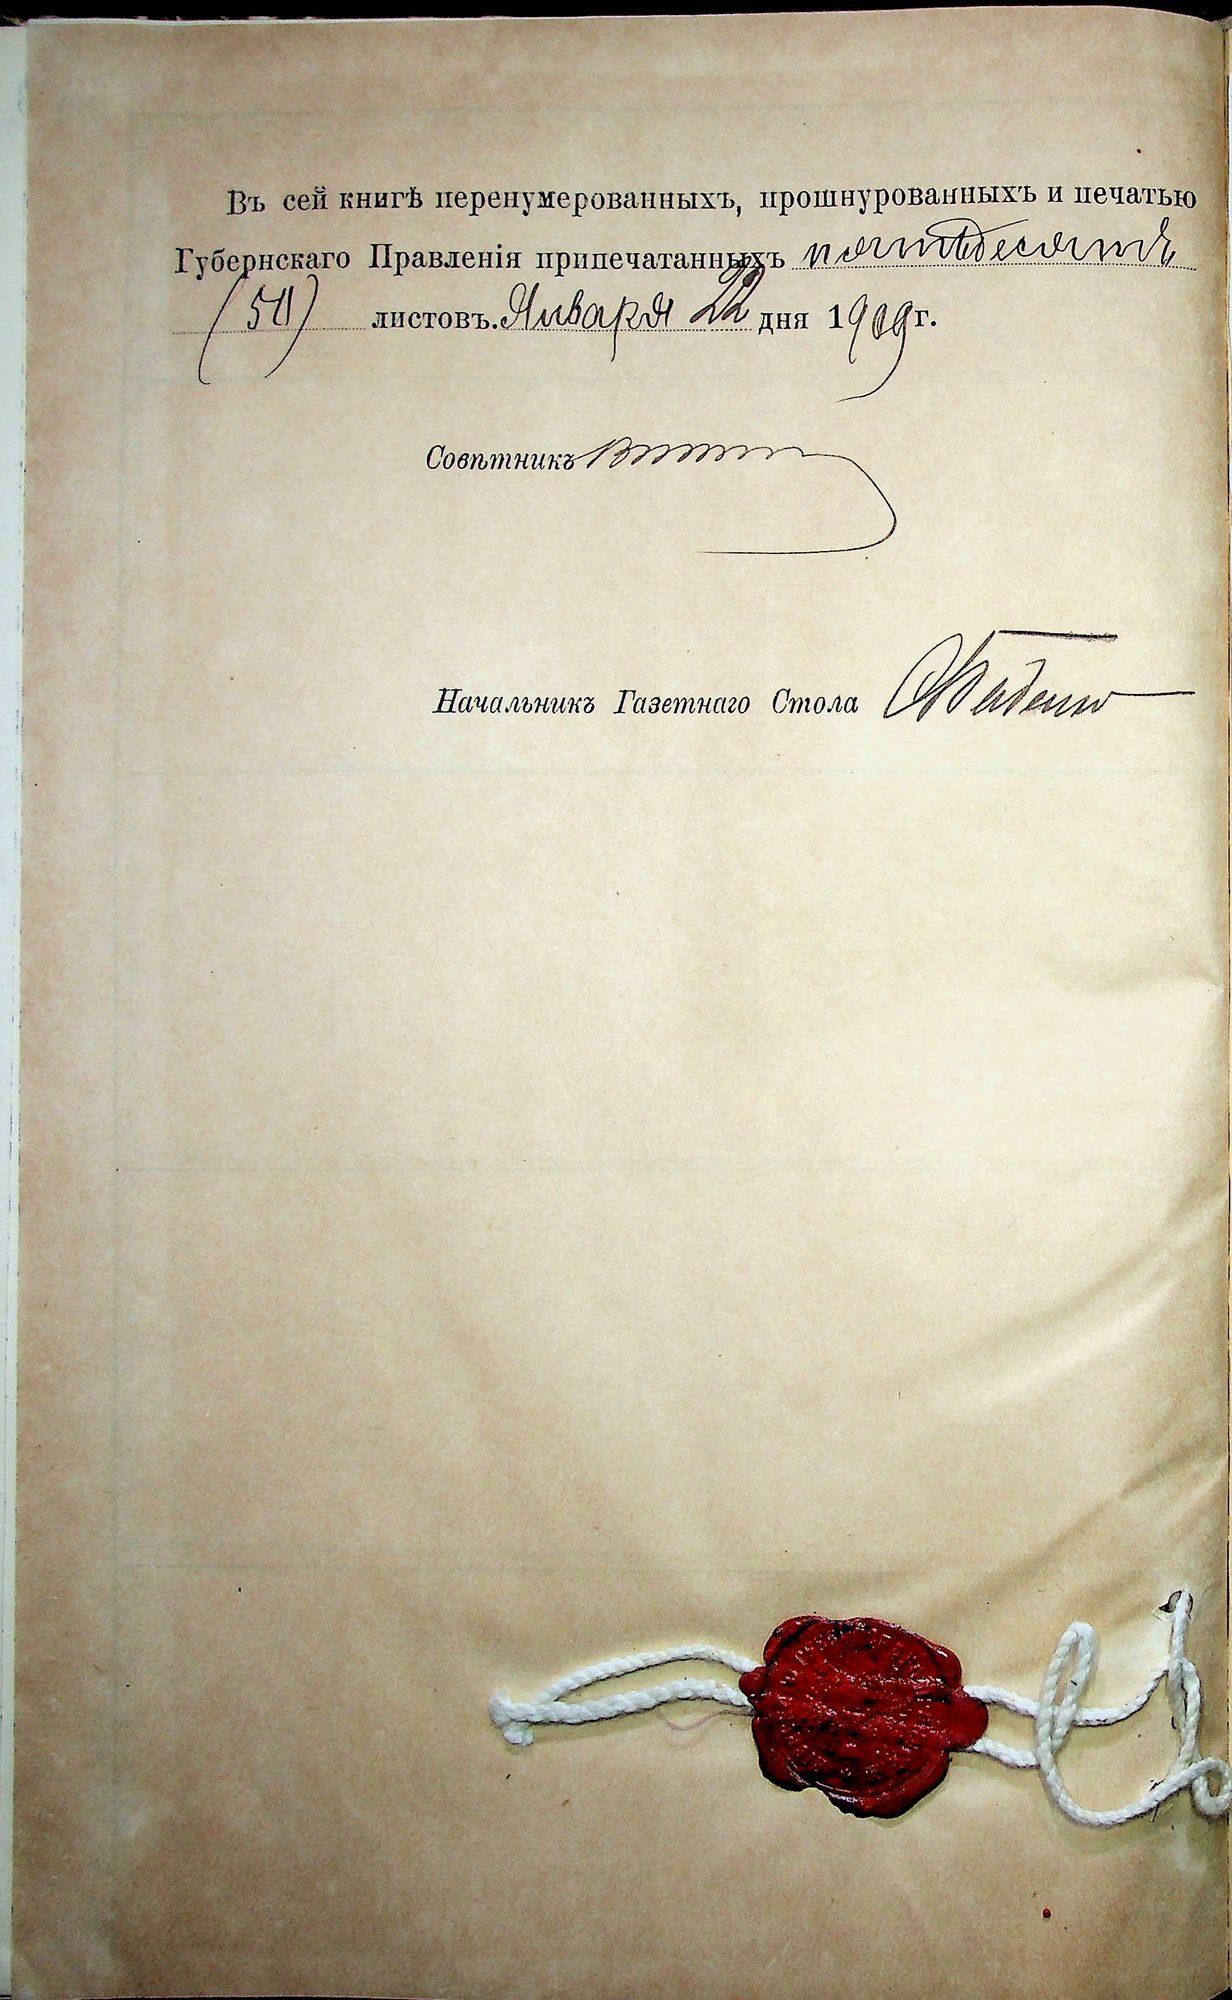 Въ сей книгѣ перенумерованныхъ, прошнурованныхъ и печатью
Губернскаго Правленія припечатанныхъ пятьдесятъ
(50) листовъ. Января 22 дня 1909 г.
Совѣтникъ
Начальникъ Газетнаго Стола